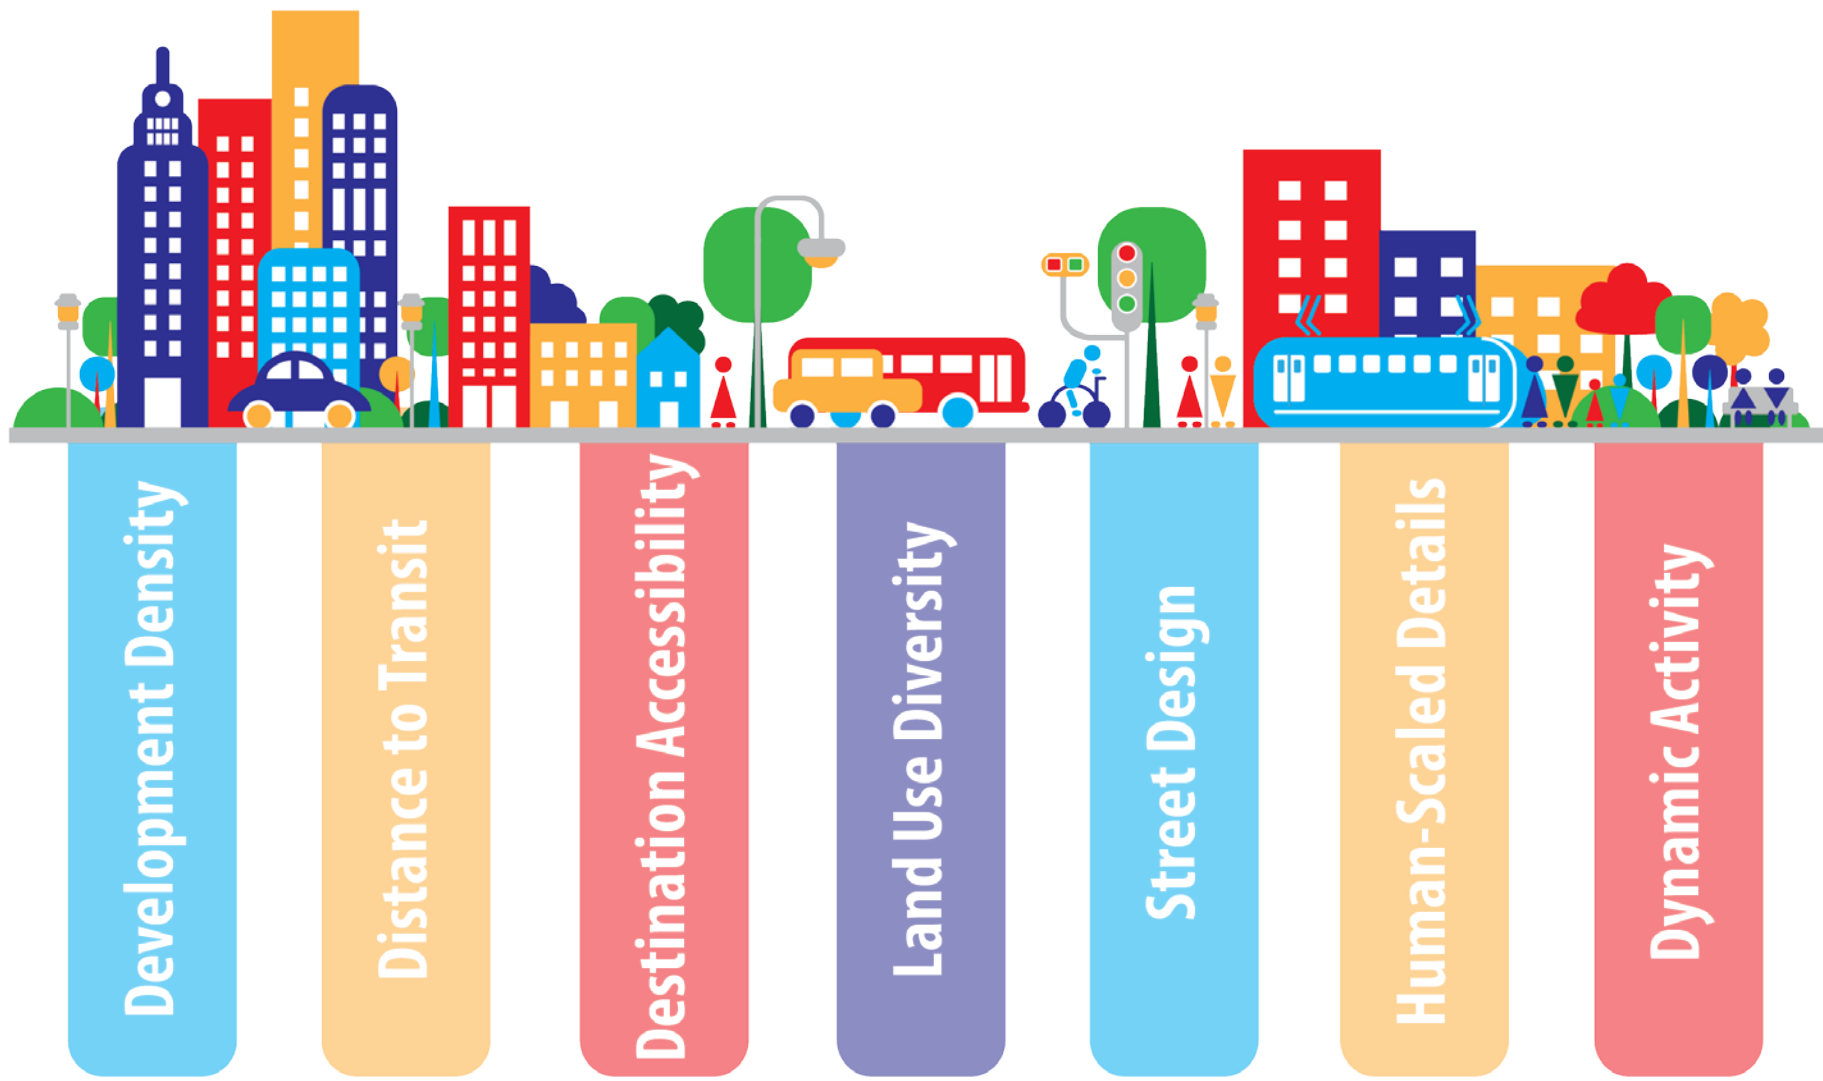 Development Density
Distance to Transit
Destination Accessibility
Land Use Diversity
Street Design
Human-Scaled Details
Dynamic Activity